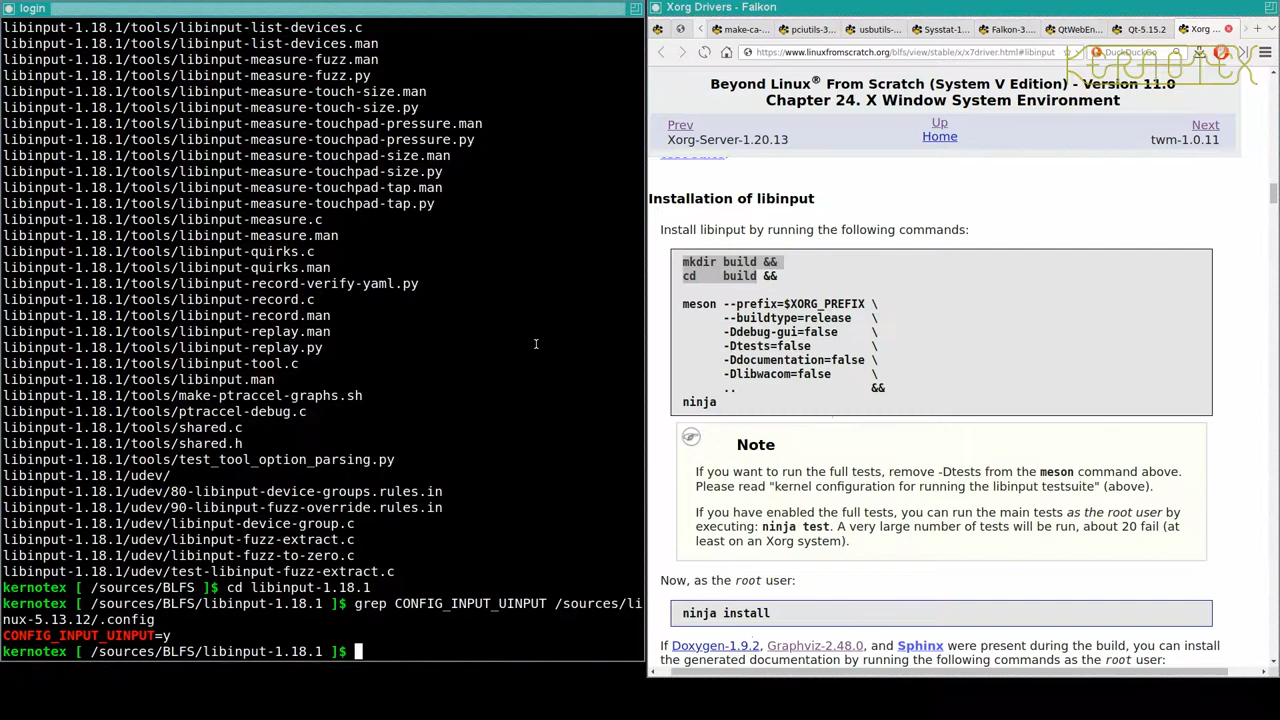 login
libinput-1.18.1/tools/libinput-list-devices.c
libinput-1.18.1/tools/libinput-list-devices.man
libinput-1.18.1/tools/libinput-measure-fuzz.man
libinput-1.18.1/tools/libinput-measure-fuzz.py
libinput-1.18.1/tools/libinput-measure-touch-size.man
libinput-1.18.1/tools/libinput-measure-touch-size.py
libinput-1.18.1/tools/libinput-measure-touchpad-pressure.man
libinput-1.18.1/tools/libinput-measure-touchpad-pressure.py
libinput-1.18.1/tools/libinput-measure-touchpad-size.man
libinput-1.18.1/tools/libinput-measure-touchpad-size.py
libinput-1.18.1/tools/libinput-measure-touchpad-tap.man
libinput-1.18.1/tools/libinput-measure-touchpad-tap.py
libinput-1.18.1/tools/libinput-measure.c
libinput-1.18.1/tools/libinput-measure.man
libinput-1.18.1/tools/libinput-quirks.c
libinput-1.18.1/tools/libinput-quirks.man
libinput-1.18.1/tools/libinput-record-verify-yaml.py
libinput-1.18.1/tools/libinput-record.c
libinput-1.18.1/tools/libinput-record.man
libinput-1.18.1/tools/libinput-replay.man
libinput-1.18.1/tools/libinput-replay.py
libinput-1.18.1/tools/libinput-tool.c
libinput-1.18.1/tools/libinput.man
libinput-1.18.1/tools/make-ptraccel-graphs.sh
libinput-1.18.1/tools/ptraccel-debug.c
libinput-1.18.1/tools/shared.c
libinput-1.18.1/tools/shared.h
libinput-1.18.1/tools/test_tool_option_parsing.py
libinput-1.18.1/udev/
libinput-1.18.1/udev/80-libinput-device-groups.rules.in
libinput-1.18.1/udev/90-libinput-fuzz-override.rules.in
libinput-1.18.1/udev/libinput-device-group.c
libinput-1.18.1/udev/libinput-fuzz-extract.c
libinput-1.18.1/udev/libinput-fuzz-to-zero.c
libinput-1.18.1/udev/test-libinput-fuzz-extract.c
kernotex [ /sources/BLFS ]$ cd libinput-1.18.1
kernotex [ /sources/BLFS/libinput-1.18.1 ]$ grep CONFIG_INPUT_UINPUT /sources/li
nux-5.13.12/.config
CONFIG_INPUT_UINPUT=y
kernotex [ /sources/BLFS/libinput-1.18.1 ]$
Xorg Drivers - Falkon
make-ca- pciutils-3 usbutils- Sysstat-1 Falkon-3. QtWebEn. Qt-5.15.2 Xorg
https://www.linuxfromscratch.org/blfs/view/stable/x/x7driver.html#libinput DuckDuckGo
KERNOTEX
Beyond Linux® From Scratch (System V Edition) - Version 11.0
Chapter 24. X Window System Environment
Prev Up Next
Xorg-Server-1.20.13 Home twm-1.0.11
Installation of libinput
Install libinput by running the following commands:
mkdir build &&
cd build &&
meson --prefix=$XORG_PREFIX \
--buildtype=release \
-Ddebug-gui=false \
-Dtests=false \
-Ddocumentation=false \
-Dlibwacom=false \
.. &&
ninja
Note
If you want to run the full tests, remove -Dtests from the meson command above.
Please read "kernel configuration for running the libinput testsuite" (above).
If you have enabled the full tests, you can run the main tests as the root user by
executing: ninja test. A very large number of tests will be run, about 20 fail (at
least on an Xorg system).
Now, as the root user:
ninja install
If Doxygen-1.9.2, Graphviz-2.48.0, and Sphinx were present during the build, you can install
the generated documentation by running the following commands as the root user: